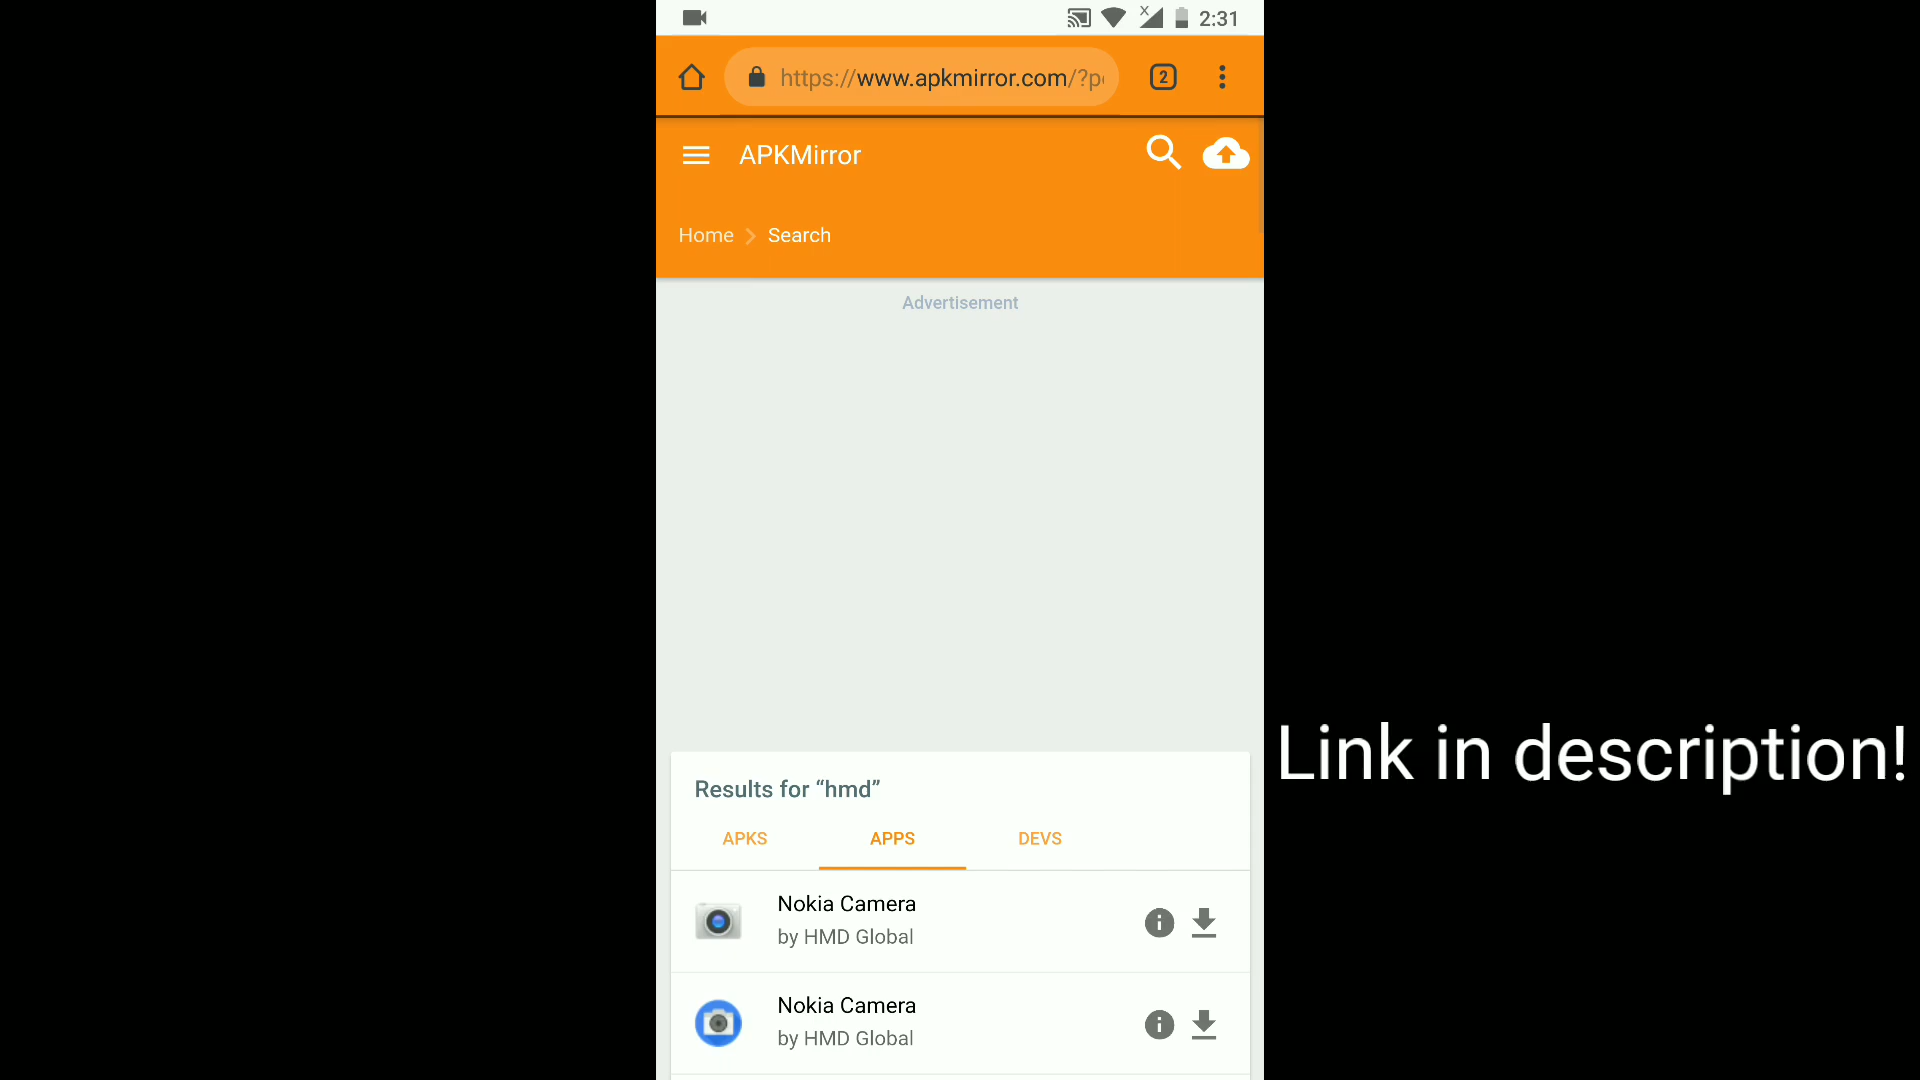 2:31
https://www.apkmirror.com/?p
2
APKMirror
Home
Search
Advertisement
Results for “hmd”
APKS
APPS
DEVS
Nokia Camera
by HMD Global
Nokia Camera
by HMD Global
Link in description!